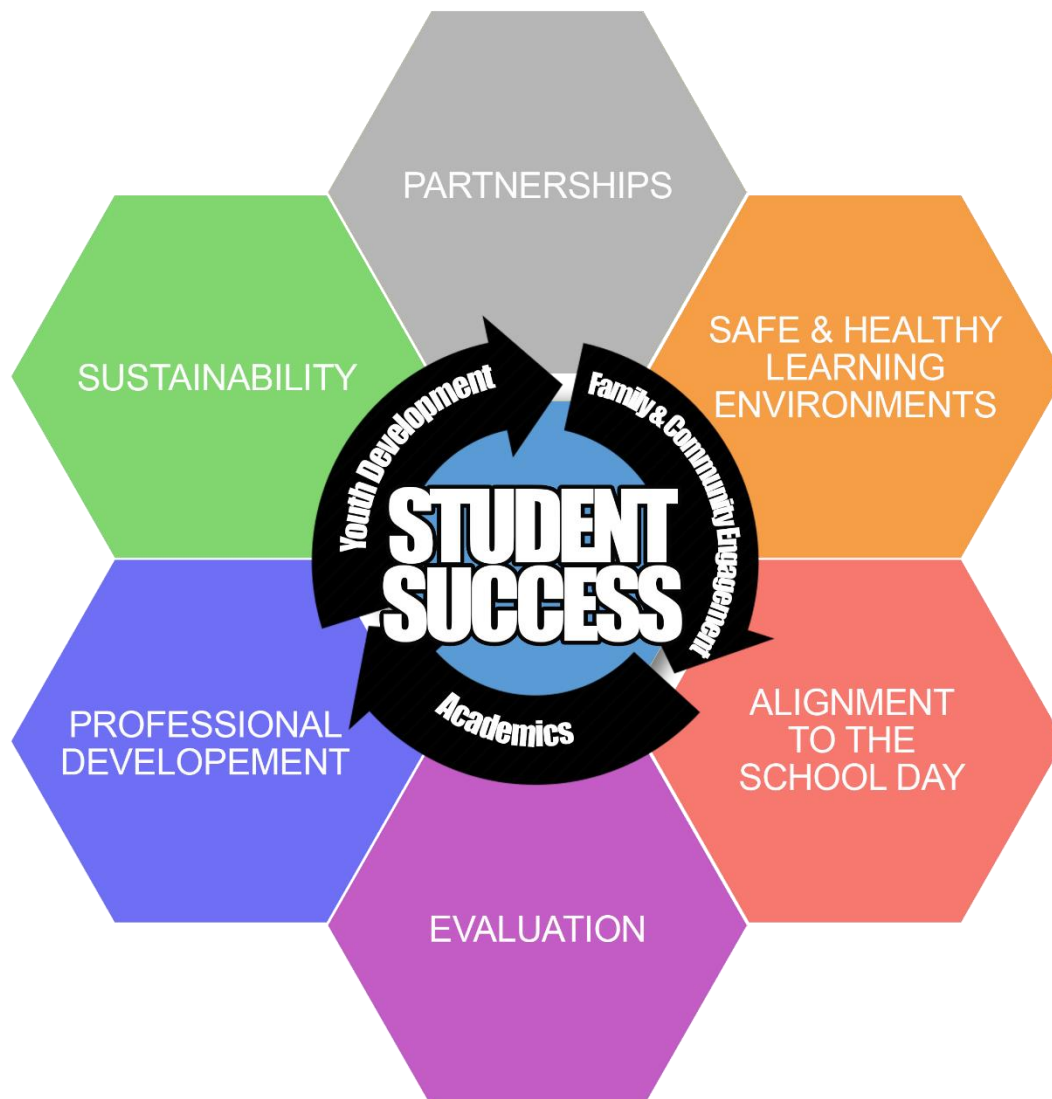 PARTNERSHIPS
SAFE & HEALTHY
LEARNING
ENVIRONMENTS
SUSTAINABILITY
Youth Development
Family & Community Engagement
STUDENT
SUCCESS
Academics
PROFESSIONAL
DEVELOPEMENT
ALIGNMENT
TO THE
SCHOOL DAY
EVALUATION